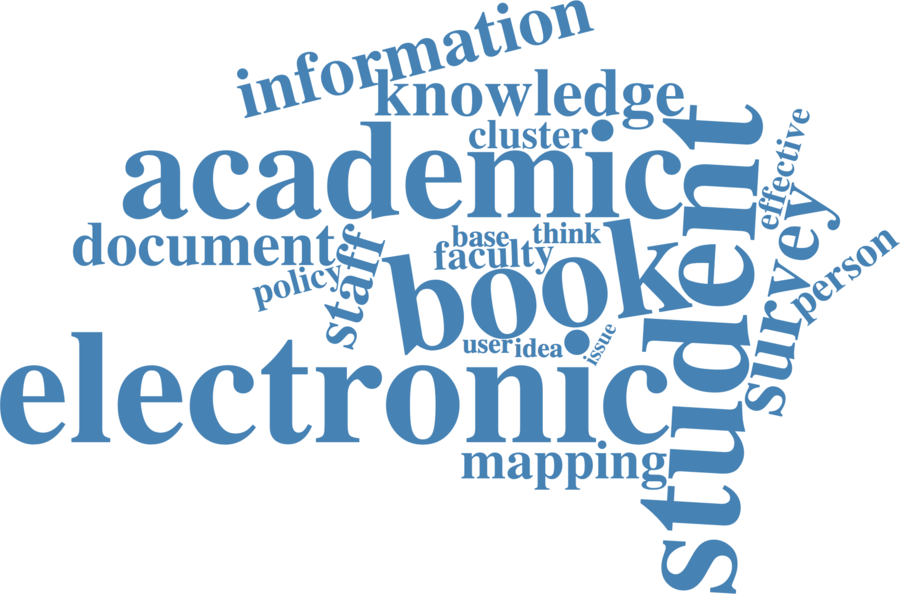 information
knowledge
cluster
academic
student
effective
document
staff
base
think
faculty
policy
book
survey
person
user
idea
issue
electronic
mapping